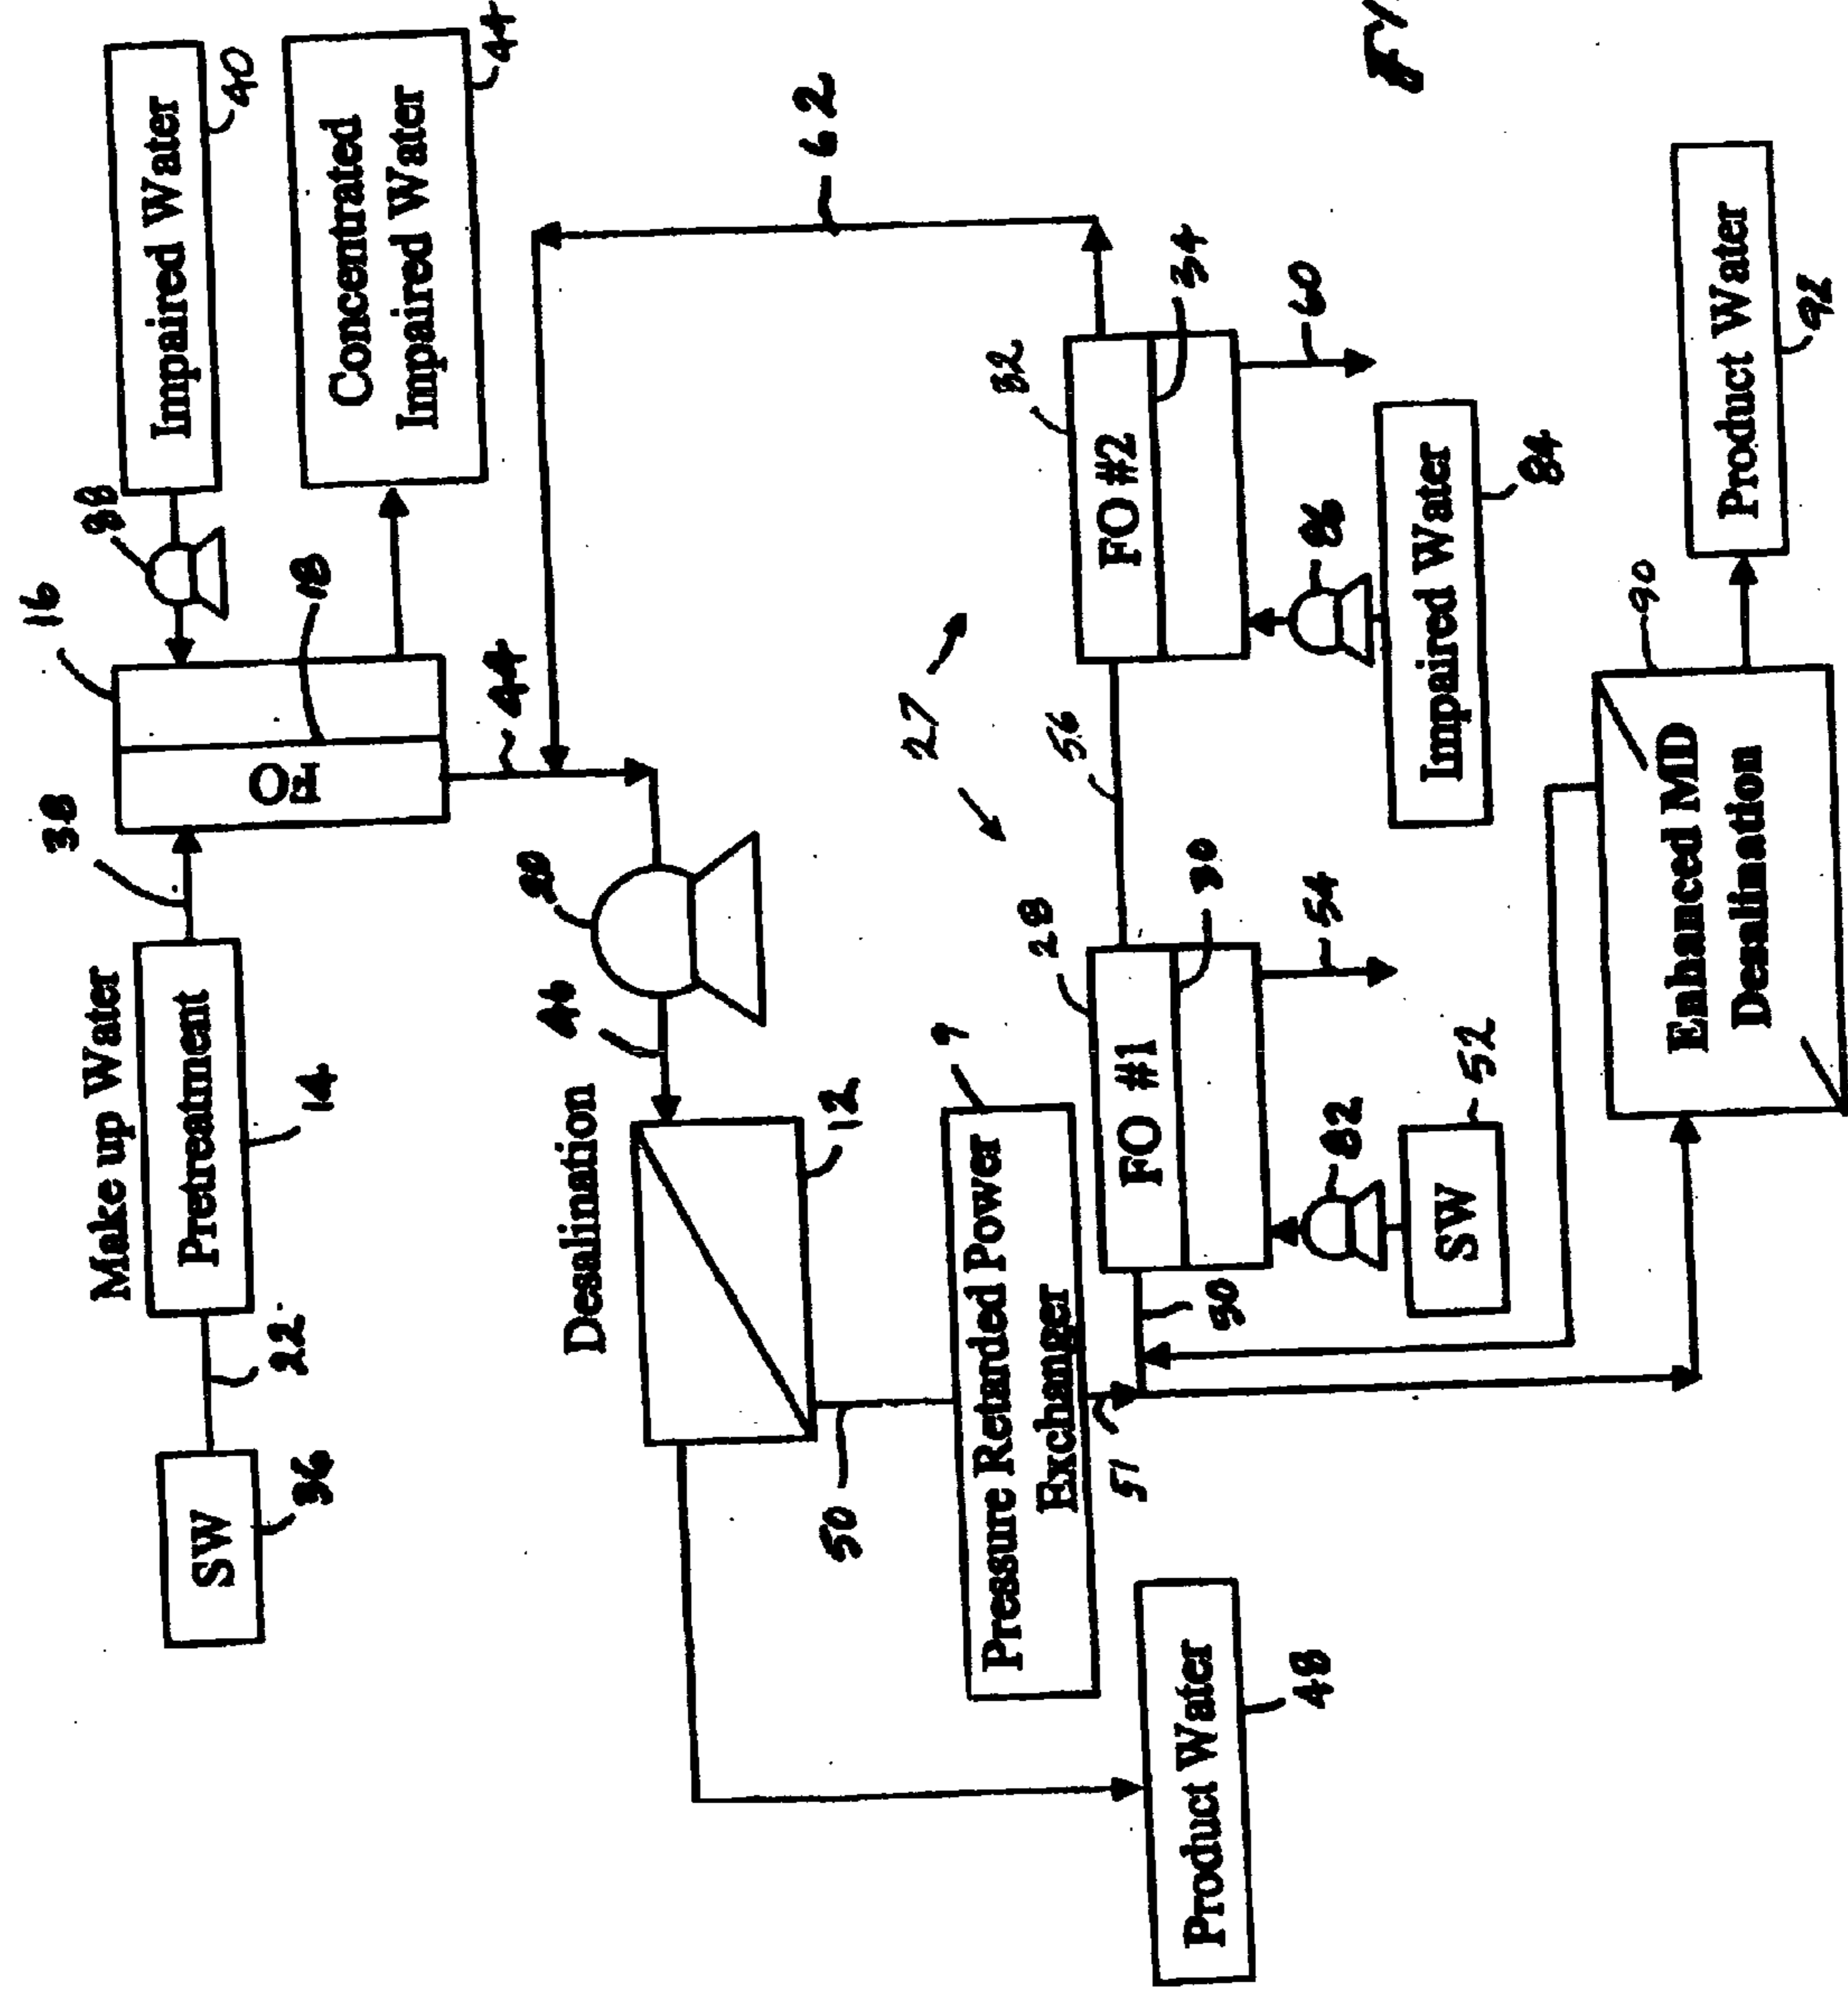 16
38
Make up Water
SW
Pretreatment
Impaired Water
36
22
14
40
FO
18
Concentrated
Impaired Water
44
44
46
Desalination
12
62
50
7
27
Pressure Retarded Power
Exchanger
28
32
FO #1
FO #2
51
56
30
34
Product Water
48
54
60
82
86
SW
Impaired Water
52
84
90
Enhanced MD
Desalination
Product Water
92